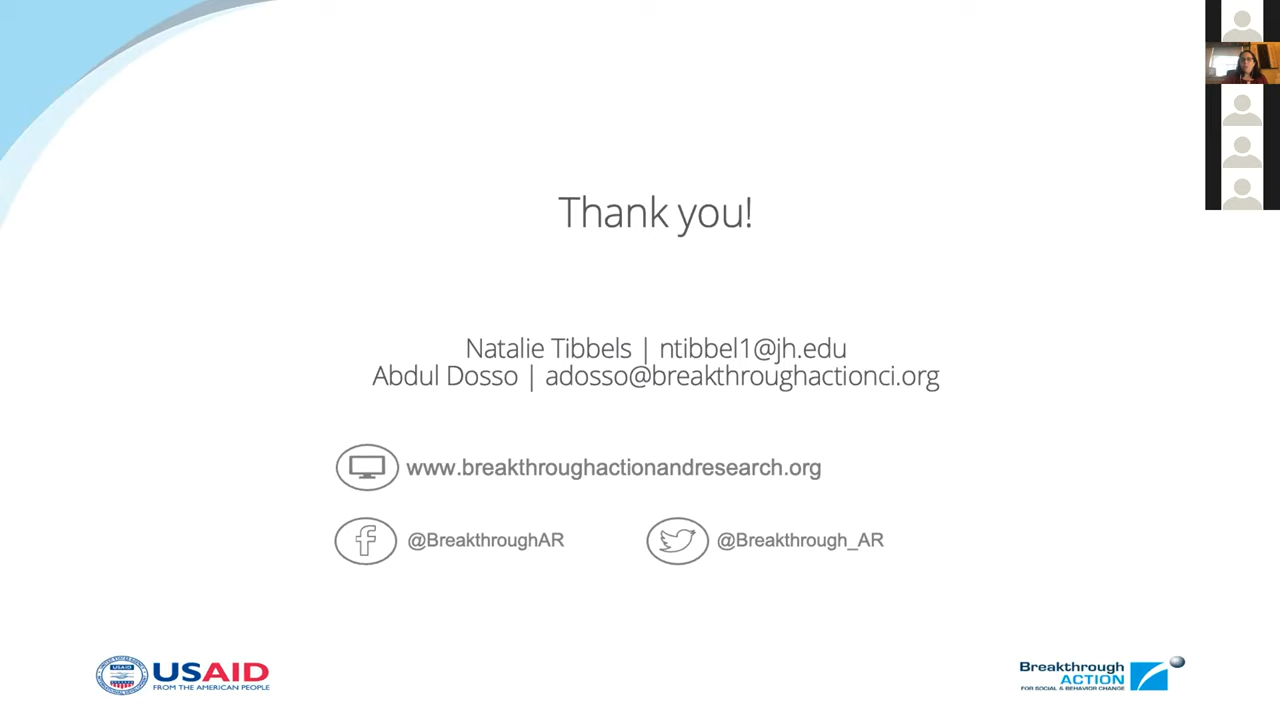 Thank you!
Natalie Tibbels | ntibbel1@jh.edu
Abdul Dosso | adosso@breakthroughactionci.org
www.breakthroughactionandresearch.org
@BreakthroughAR
@Breakthrough_AR
USAID
USAID
FROM THE AMERICAN PEOPLE
Breakthrough
ACTION
FOR SOCIAL & BEHAVIOR CHANGE